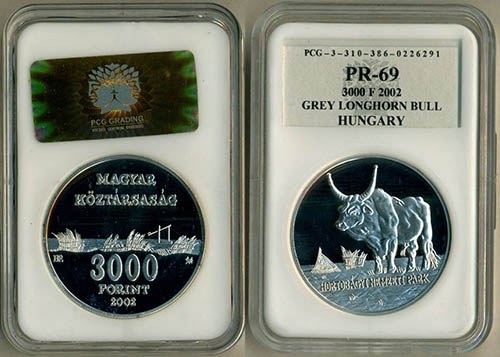 PCG GRADING
MAGYAR
KÖZTÁRSASÁG
BP.
3000
FORINT
2002
PCG-3-310-386-0226291
PR-69
3000 F 2002
GREY LONGHORN BULL
HUNGARY
HORTOBÁGYI NEMZETI PARK